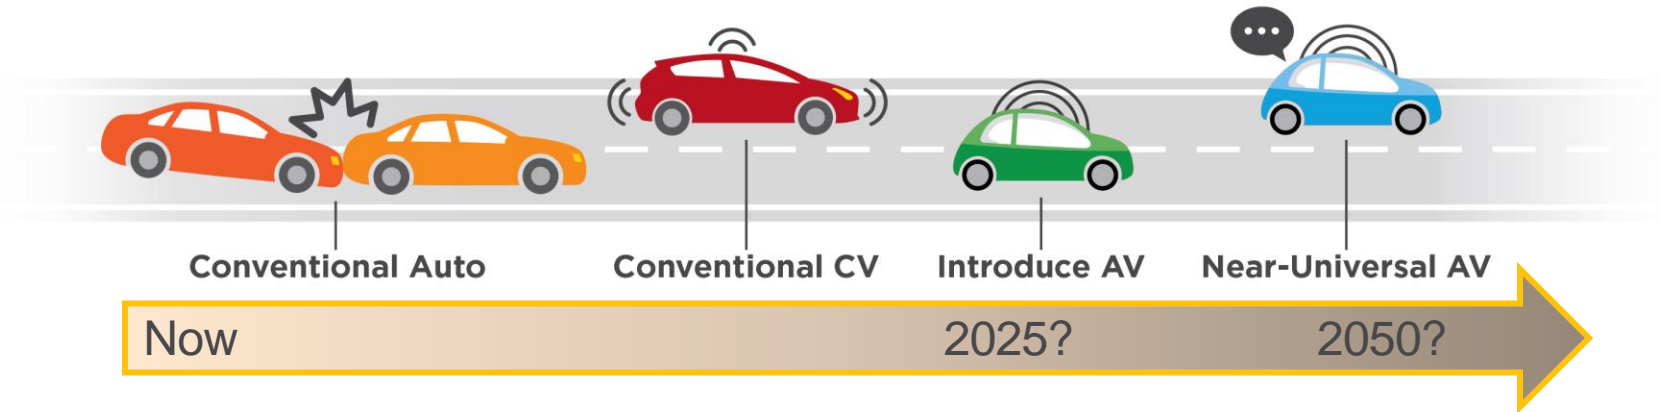 Conventional Auto
Conventional CV
Introduce AV
Near-Universal AV
Now
2025?
2050?